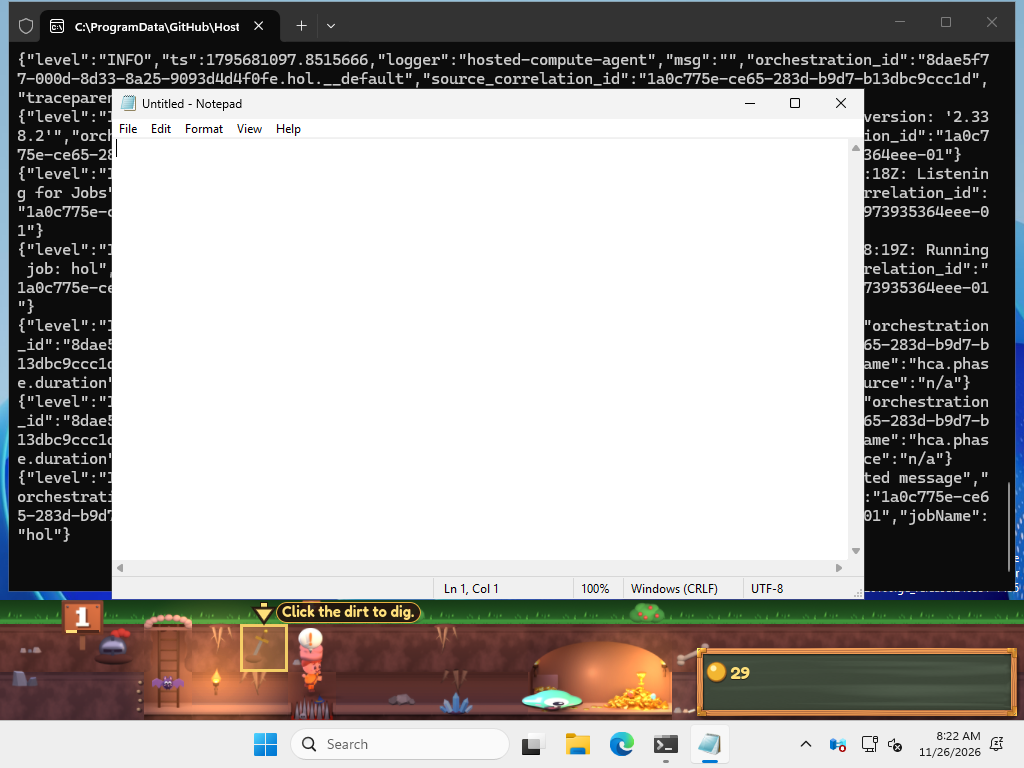 C:\ProgramData\GitHub\Host
{"level":"INFO","ts":1795681097.8515666,"logger":"hosted-compute-agent","msg":"","orchestration_id":"8dae5f7
7-000d-8d33-8a25-9093d4d4f0fe.hol.__default","source_correlation_id":"1a0c775e-ce65-283d-b9d7-b13dbc9ccc1d",
"traceparen
{"level":"I
version: '2.33
8.2'","orch
ion_id":"1a0c7
75e-ce65-28
364eee-01"}
{"level":"I
:18Z: Listenin
g for Jobs"
rrelation_id":
"1a0c775e-c
973935364eee-0
1"}
{"level":"I
8:19Z: Running
job: hol",
relation_id":"
1a0c775e-ce
73935364eee-01
"}
{"level":"I
"orchestration
_id":"8dae5
65-283d-b9d7-b
13dbc9ccc1d
ame":"hca.phas
e.duration"
urce":"n/a"}
{"level":"I
"orchestration
_id":"8dae5
65-283d-b9d7-b
13dbc9ccc1d
ame":"hca.phas
e.duration"
ce":"n/a"}
{"level":"I
ted message","
orchestrati
:"1a0c775e-ce6
5-283d-b9d7
01","jobName":
"hol"}
Untitled - Notepad
File Edit Format View Help
Ln 1, Col 1 100% Windows (CRLF) UTF-8
1
Click the dirt to dig.
29
Search
8:22 AM
11/26/2026